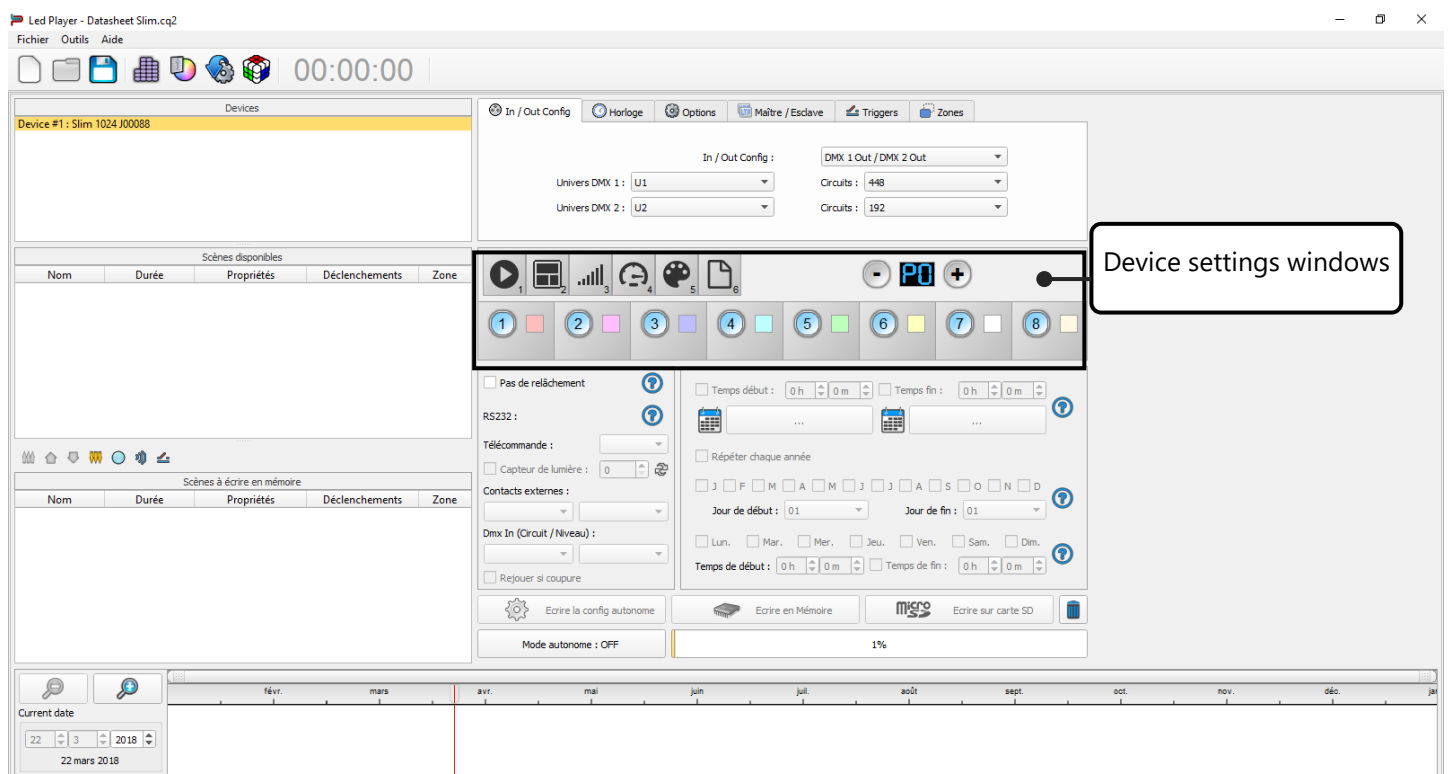 Led Player - Datasheet Slim.cq2
Fichier Outils Aide
00:00:00
Devices
Device #1 : Slim 1024 J00088
In / Out Config Horloge Options Maître / Esclave Triggers Zones
In / Out Config : DMX 1 Out / DMX 2 Out
Univers DMX 1 : U1 Circuits : 448
Univers DMX 2 : U2 Circuits : 192
Device settings windows
Scènes disponibles
Nom Durée Propriétés Déclenchements Zone
1 2 3 4 5 6 - P0 +
1 2 3 4 5 6 7 8
Pas de relâchement
RS232 :
Télécommande :
Capteur de lumière : 0
Contacts externes :
Dmx In (Circuit / Niveau) :
Rejouer si coupure
Temps début : 0 h 0 m Temps fin : 0 h 0 m
... ...
Répéter chaque année
J F M A M J J A S O N D
Jour de début : 01 Jour de fin : 01
Lun. Mar. Mer. Jeu. Ven. Sam. Dim.
Temps de début : 0 h 0 m Temps de fin : 0 h 0 m
Scènes à écrire en mémoire
Nom Durée Propriétés Déclenchements Zone
Ecrire la config autonome Ecrire en Mémoire micro SD Ecrire sur carte SD
Mode autonome : OFF 1%
févr. mars avr. mai juin juil. août sept. oct. nov. déc. jan
Current date
22 3 2018
22 mars 2018